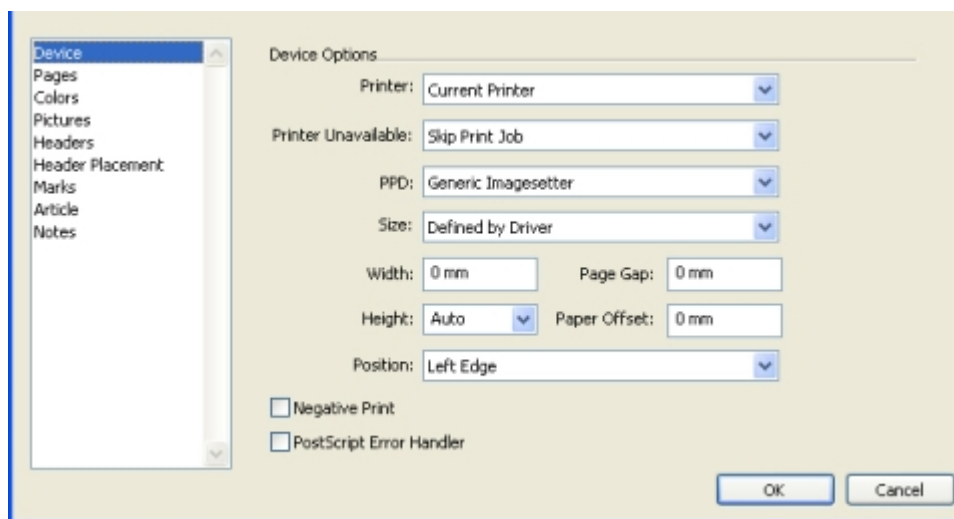 Device
Pages
Colors
Pictures
Headers
Header Placement
Marks
Article
Notes
Device Options
Printer: Current Printer
Printer Unavailable: Skip Print Job
PPD: Generic Imagesetter
Size: Defined by Driver
Width: 0 mm Page Gap: 0 mm
Height: Auto Paper Offset: 0 mm
Position: Left Edge
Negative Print
PostScript Error Handler
OK Cancel